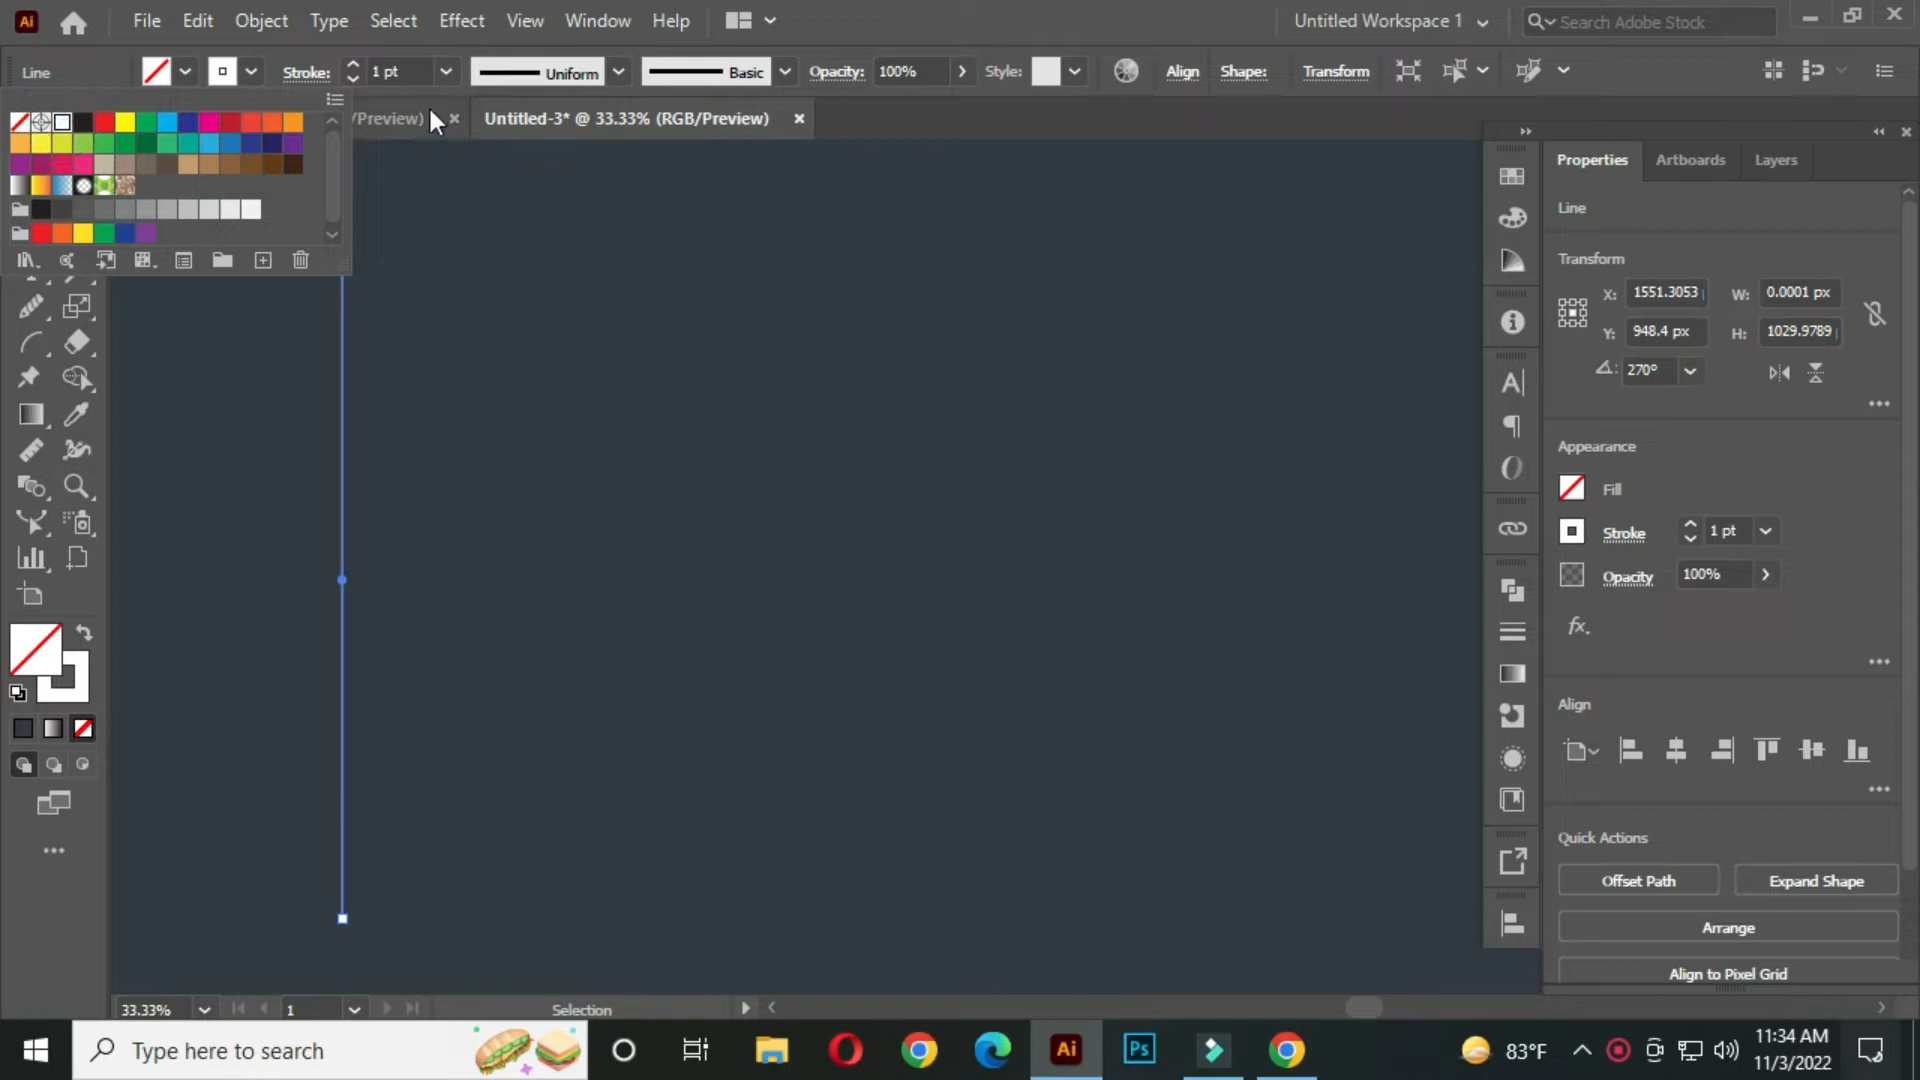 Ai File Edit Object Type Select Effect View Window Help Untitled Workspace 1 Search Adobe Stock
Line Stroke: 1 pt Uniform Basic Opacity: 100% Style: Align Shape: Transform
/Preview) × Untitled-3* @ 33.33% (RGB/Preview) ×
Properties Artboards Layers
Line
Transform
X: 1551.3053 W: 0.0001 px
Y: 948.4 px H: 1029.9789
270°
Appearance
Fill
Stroke 1 pt
Opacity 100%
fx.
Align
Quick Actions
Offset Path Expand Shape
Arrange
Align to Pixel Grid
33.33% 1 Selection
Type here to search Ai Ps 83°F 11:34 AM
11/3/2022